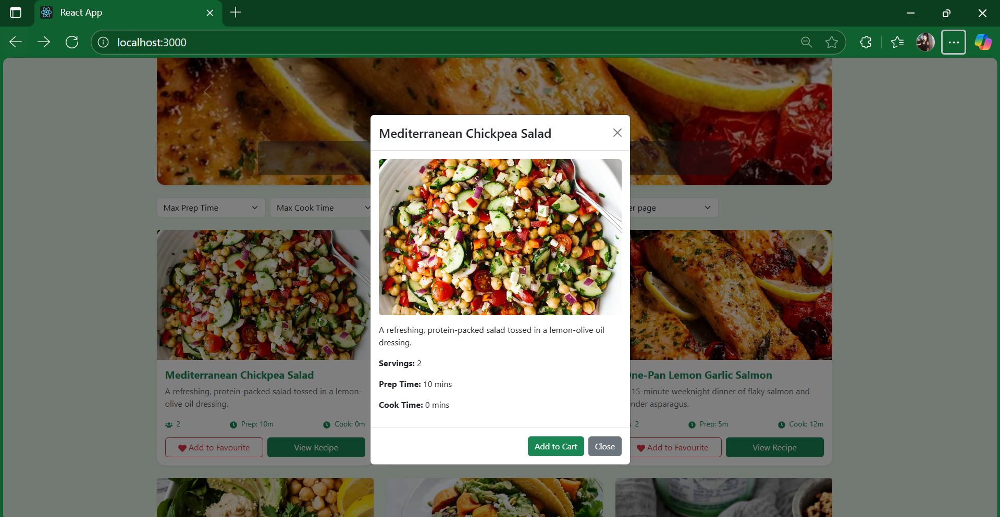 React App
localhost:3000
Mediterranean Chickpea Salad
Max Prep Time
Max Cook Time
page
A refreshing, protein-packed salad tossed in a lemon-olive oil
dressing.
Servings: 2
Prep Time: 10 mins
Cook Time: 0 mins
Add to Cart
Close
Mediterranean Chickpea Salad
A refreshing, protein-packed salad tossed in a lemon-
olive oil dressing.
2
Prep: 10m
Cook: 0m
Add to Favourite
View Recipe
ne-Pan Lemon Garlic Salmon
15-minute weeknight dinner of flaky salmon and
nder asparagus.
2
Prep: 5m
Cook: 12m
Add to Favourite
View Recipe